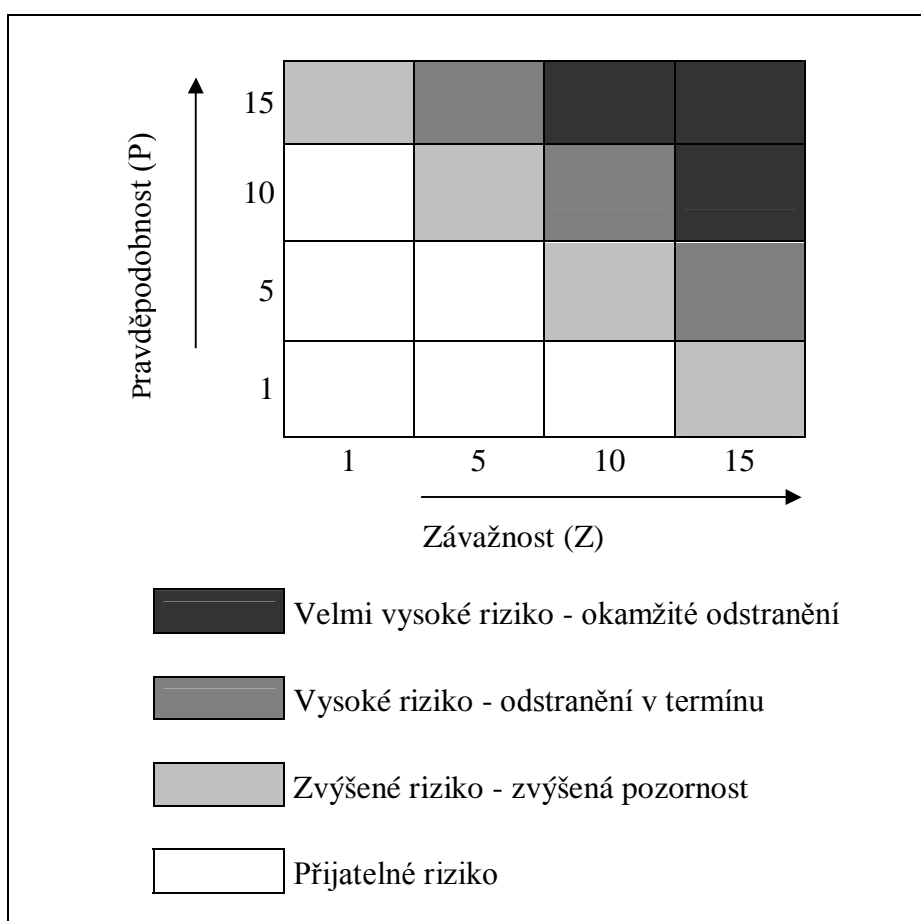 Pravděpodobnost (P)
15
10
5
1
1 5 10 15
Závažnost (Z)
Velmi vysoké riziko - okamžité odstranění
Vysoké riziko - odstranění v termínu
Zvýšené riziko - zvýšená pozornost
Přijatelné riziko